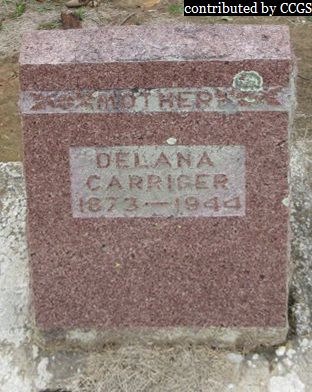 contributed by CCGS
MOTHER
DELANA
CARRIGER
1873—1944